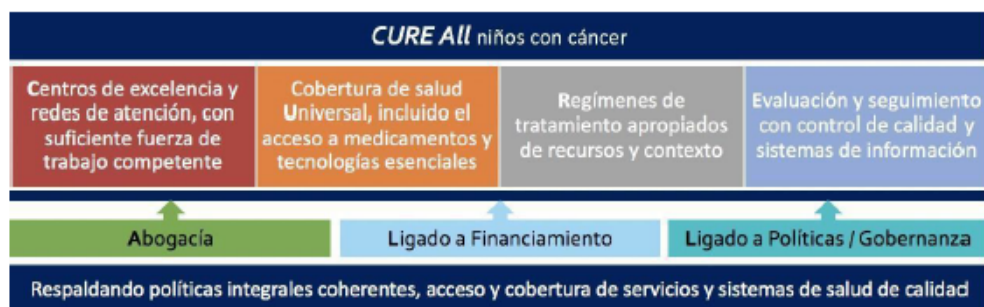 CURE All niños con cáncer
Centros de excelencia y
redes de atención, con
suficiente fuerza de
trabajo competente
Cobertura de salud
Universal, incluido el
acceso a medicamentos y
tecnologías esenciales
Regímenes de
tratamiento apropiados
de recursos y contexto
Evaluación y seguimiento
con control de calidad y
sistemas de información
Abogacía
Ligado a Financiamiento
Ligado a Políticas / Gobernanza
Respaldando políticas integrales coherentes, acceso y cobertura de servicios y sistemas de salud de calidad